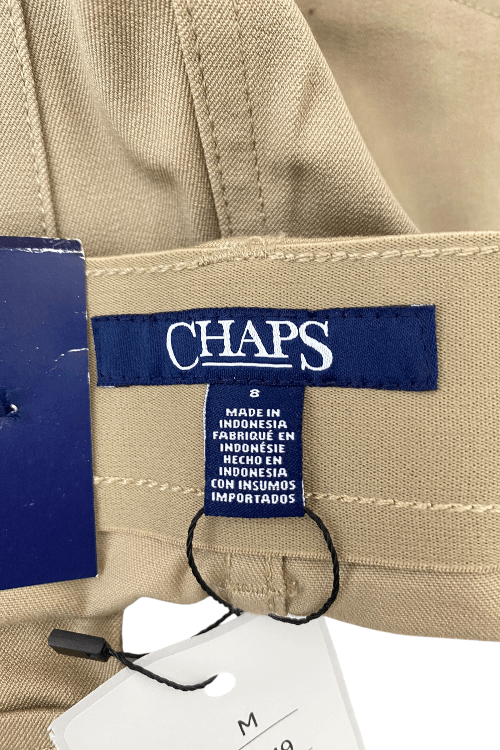 CHAPS
8
MADE IN
INDONESIA
FABRIQUÉ EN
INDONÉSIE
HECHO EN
INDONESIA
CON INSUMOS
IMPORTADOS
M